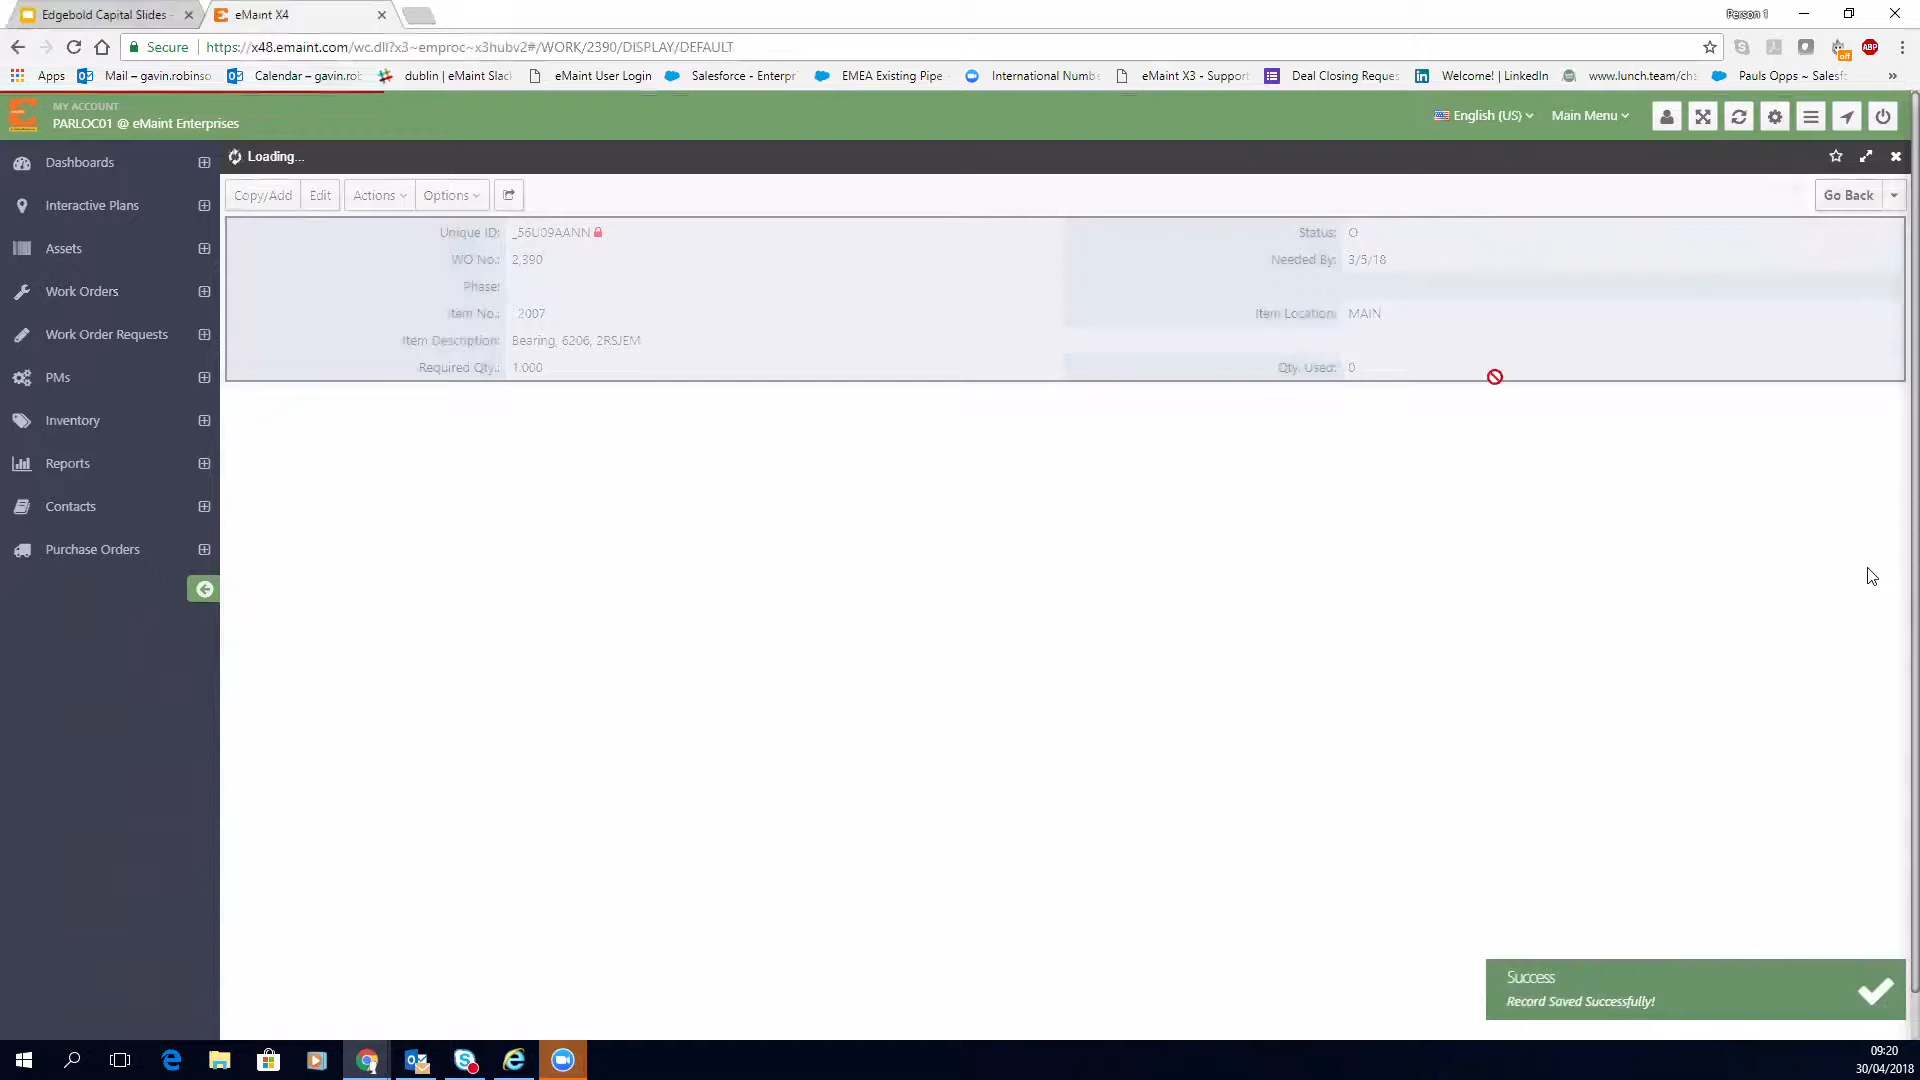 Edgebold Capital Slides -
eMaint X4
Person 1
Secure
https://x48.emaint.com/wc.dll?x3~emproc~x3hubv2#/WORK/2390/DISPLAY/DEFAULT
Apps
Mail – gavin.robinso
Calendar – gavin.rob
dublin | eMaint Slac
eMaint User Login
Salesforce - Enterpr
EMEA Existing Pipe
International Numb
eMaint X3 - Support
Deal Closing Reque
Welcome! | LinkedIn
www.lunch.team/ch
Pauls Opps ~ Salesf
»
ABP
off
MY ACCOUNT
PARLOC01 @ eMaint Enterprises
English (US)
Main Menu
Dashboards
Interactive Plans
Assets
Work Orders
Work Order Requests
PMs
Inventory
Reports
Contacts
Purchase Orders
Loading...
Copy/Add
Edit
Actions
Options
Go Back
Unique ID: _56U09AANN
Status: O
WO No.: 2,390
Needed By: 3/5/18
Phase:
Item No.: 2007
Item Location: MAIN
Item Description: Bearing, 6206, 2RSJEM
Required Qty.: 1.000
Qty. Used: 0
Success
Record Saved Successfully!
09:20
30/04/2018